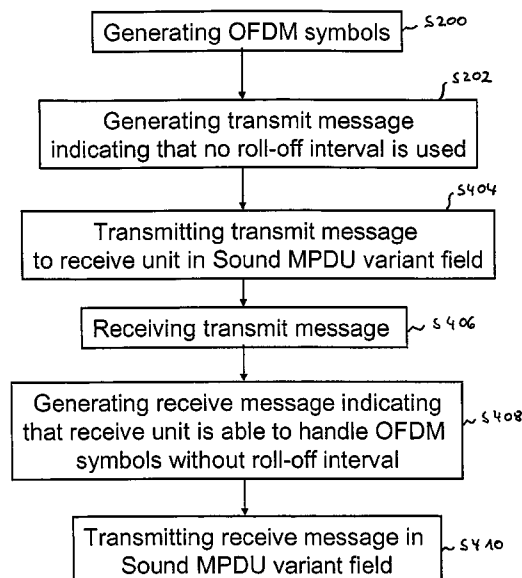 Generating OFDM symbols
S200
S202
Generating transmit message
indicating that no roll-off interval is used
S404
Transmitting transmit message
to receive unit in Sound MPDU variant field
Receiving transmit message
S406
Generating receive message indicating
that receive unit is able to handle OFDM
symbols without roll-off interval
S408
Transmitting receive message in
Sound MPDU variant field
S410